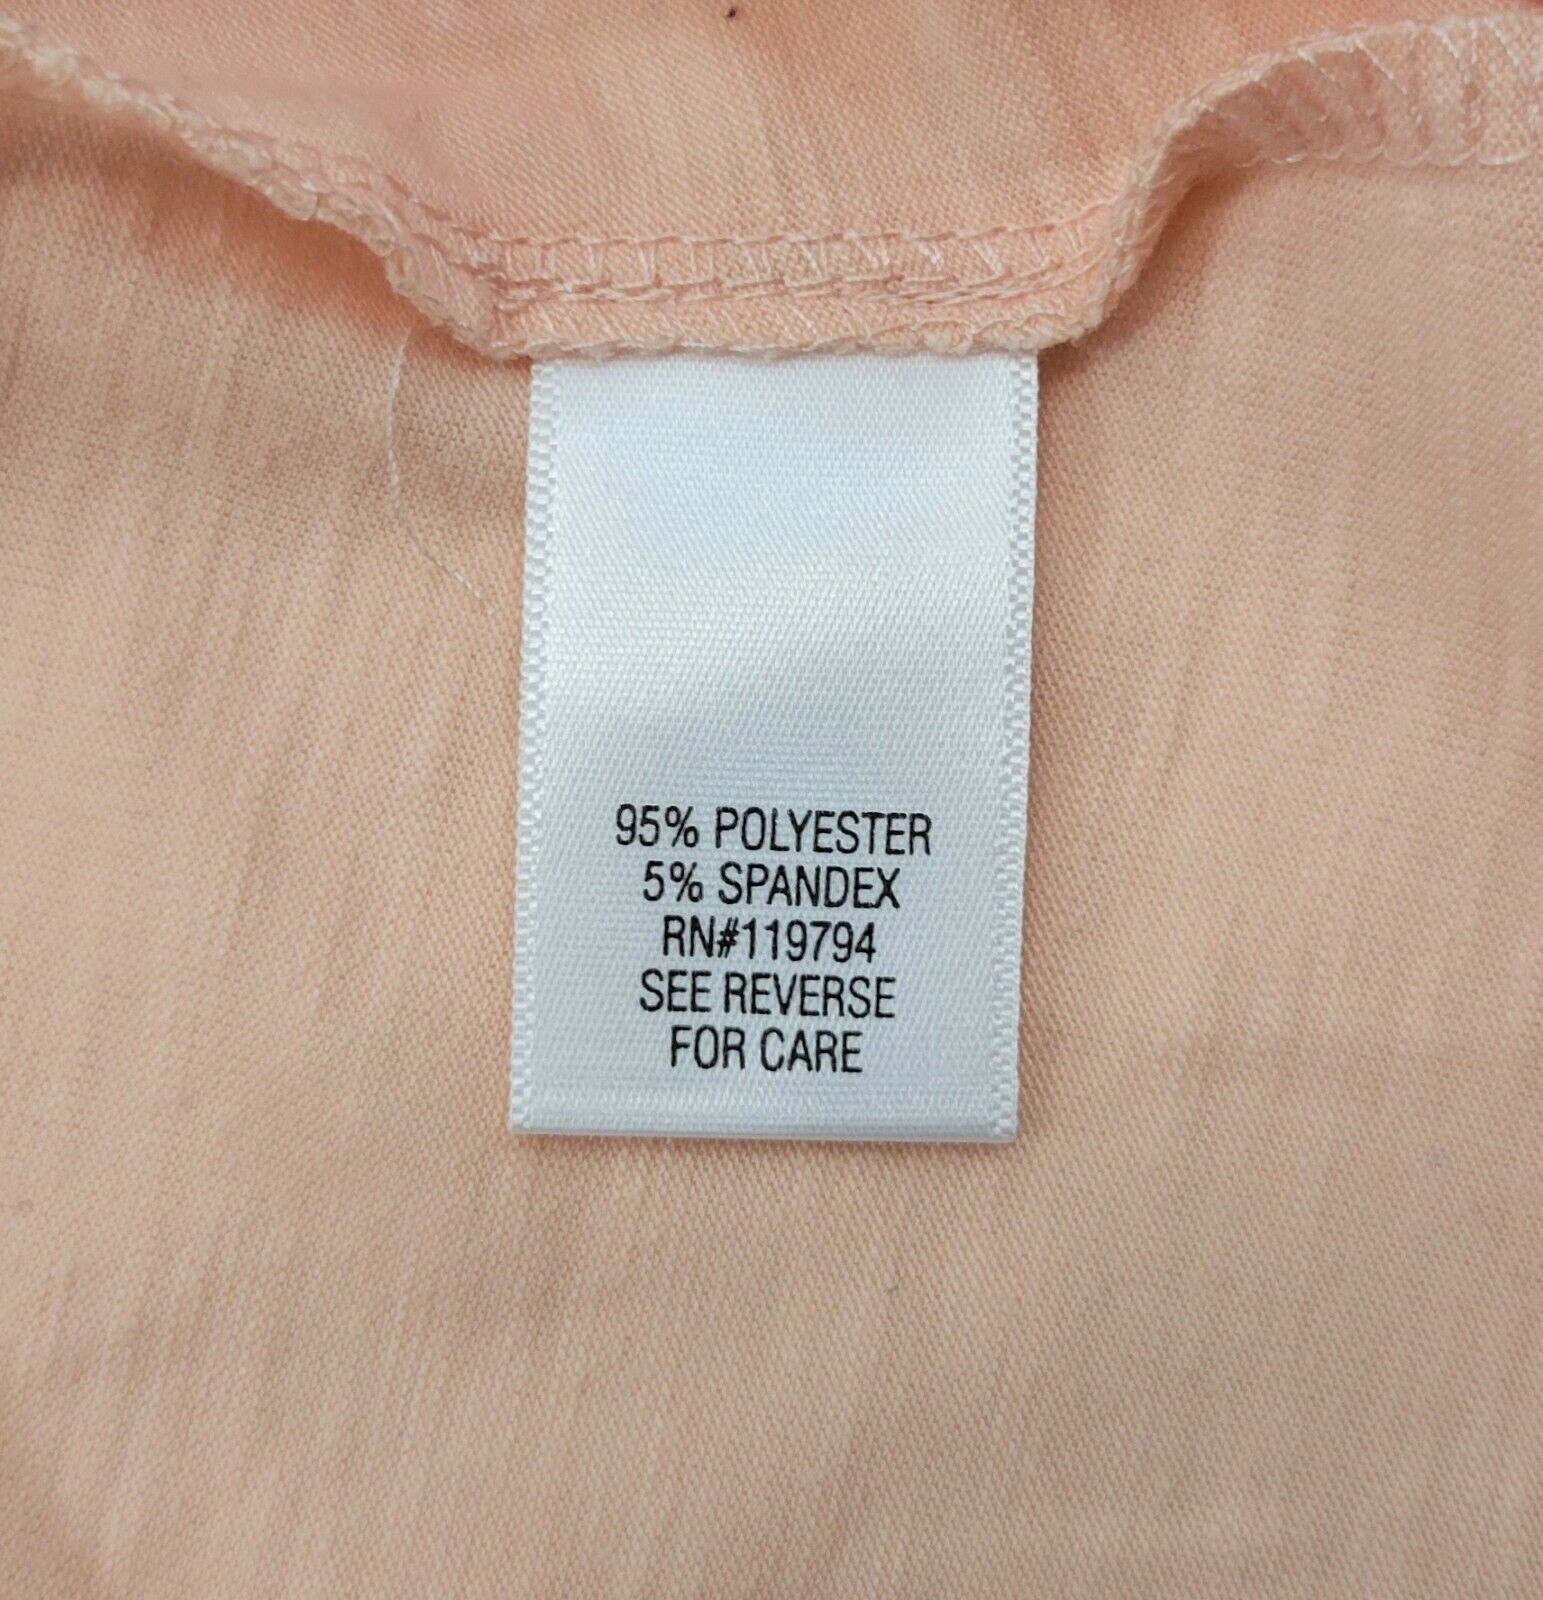 95% POLYESTER
5% SPANDEX
RN#119794
SEE REVERSE
FOR CARE